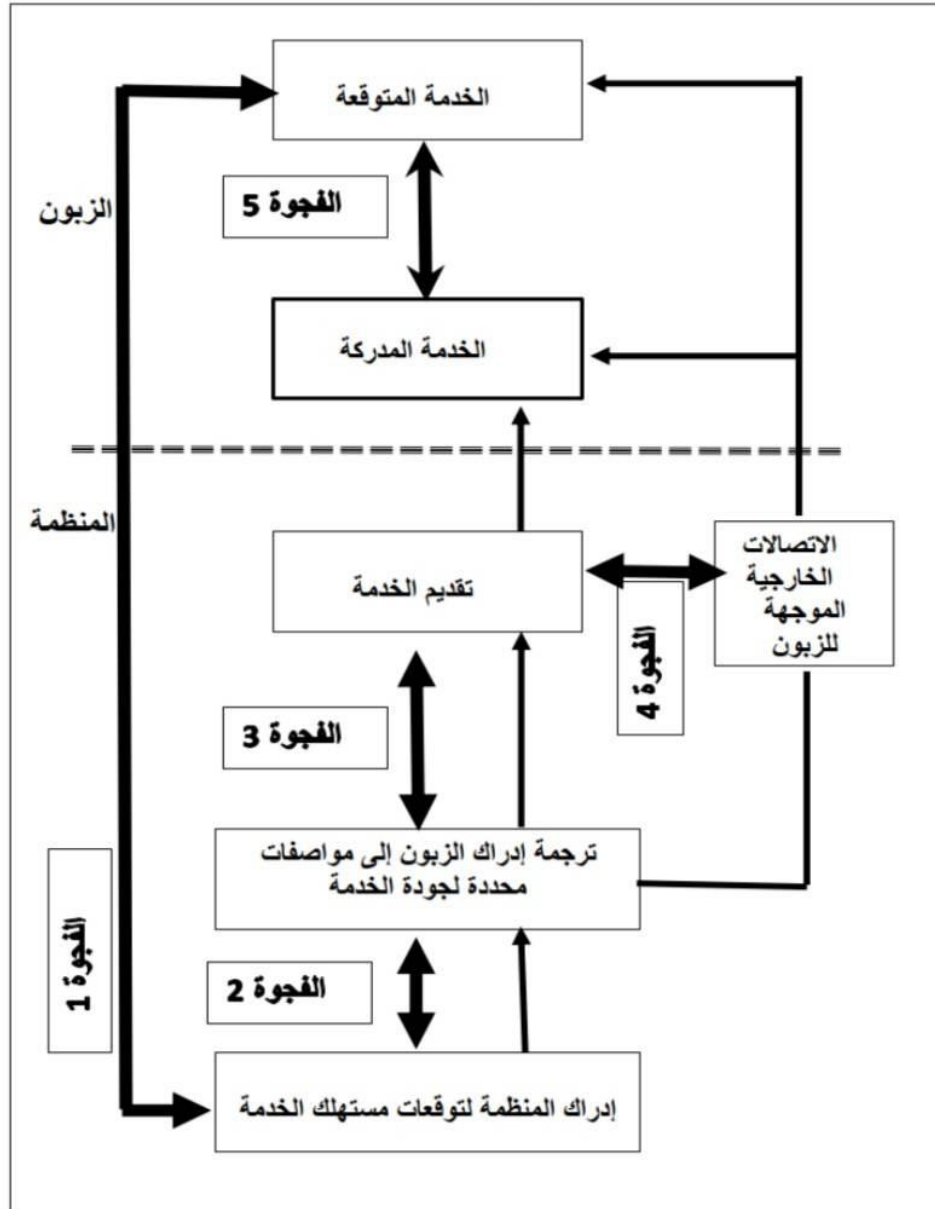 الخدمة المتوقعة
الفجوة 5
الزبون
الخدمة المدركة
المنظمة
تقديم الخدمة
الاتصالات
الخارجية
الموجهة
للزبون
الفجوة 4
الفجوة 3
ترجمة إدراك الزبون إلى مواصفات
محددة لجودة الخدمة
الفجوة 1
الفجوة 2
إدراك المنظمة لتوقعات مستهلك الخدمة